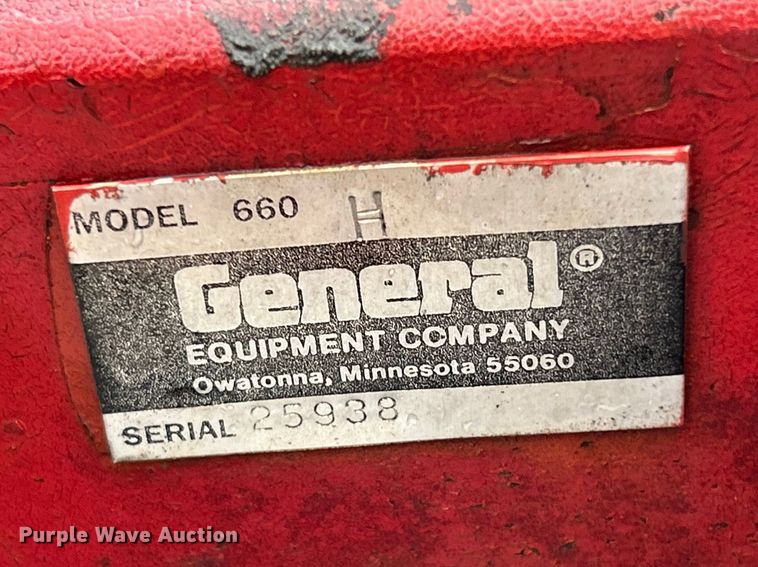 MODEL 660 H
General®
EQUIPMENT COMPANY
Owatonna, Minnesota 55060
SERIAL 25938
Purple Wave Auction